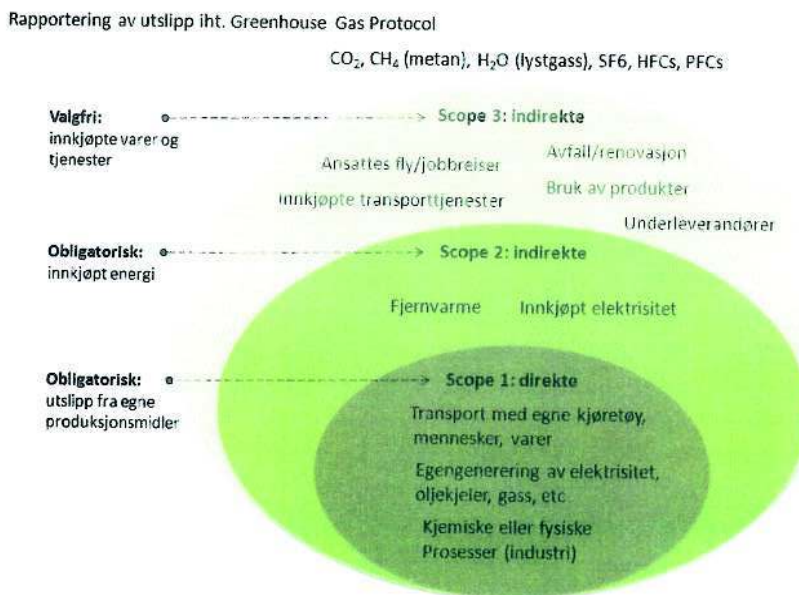 Rapportering av utslipp iht. Greenhouse Gas Protocol
CO₂, CH₄ (metan), H₂O (lystgass), SF6, HFCs, PFCs
Valgfri:
innkjøpte varer og
tjenester
Scope 3: indirekte
Ansattes fly/jobbreiser
Avfall/renovasjon
Innkjøpte transporttjenester
Bruk av produkter
Underleverandører
Obligatorisk:
innkjøpt energi
Scope 2: indirekte
Fjernvarme
Innkjøpt elektrisitet
Obligatorisk:
utslipp fra egne
produksjonsmidler
Scope 1: direkte
Transport med egne kjøretøy,
mennesker, varer
Egengenerering av elektrisitet,
oljekjeler, gass, etc
Kjemiske eller fysiske
Prosesser (industri)